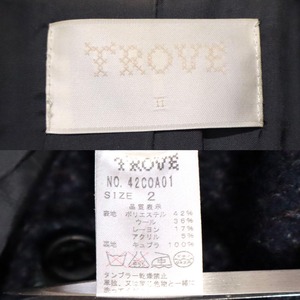 TROVE
II
TROVE
NO. 42COA01
SIZE 2
品質表示
表地 ポリエステル 42%
ウール 36%
レーヨン 17%
アクリル 5%
裏地 キュプラ 100%
タンブラー乾燥禁止